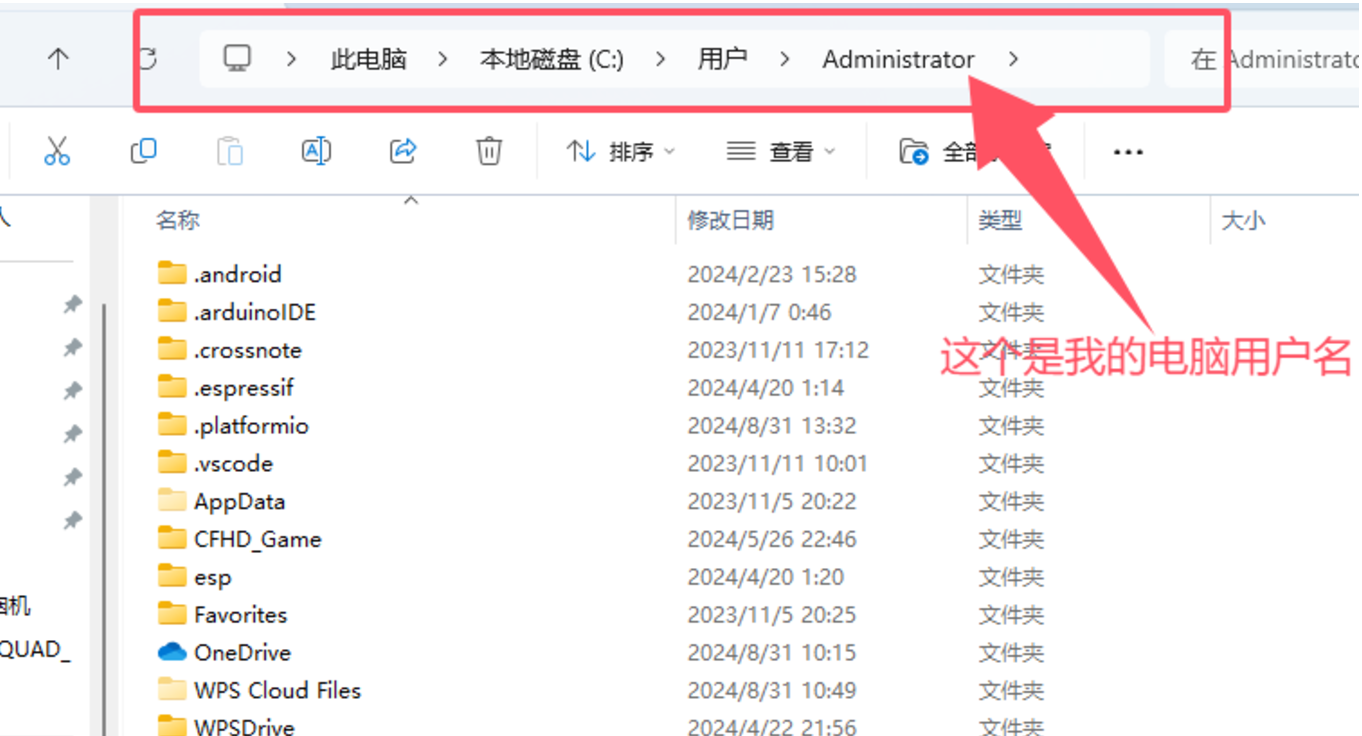 此电脑 > 本地磁盘 (C:) > 用户 > Administrator >
在 Administrato
排序 查看 全部
名称 修改日期 类型 大小
.android 2024/2/23 15:28 文件夹
.arduinoIDE 2024/1/7 0:46 文件夹
这个是我的电脑用户名
.crossnote 2023/11/11 17:12 文件夹
.espressif 2024/4/20 1:14 文件夹
.platformio 2024/8/31 13:32 文件夹
.vscode 2023/11/11 10:01 文件夹
AppData 2023/11/5 20:22 文件夹
CFHD_Game 2024/5/26 22:46 文件夹
esp 2024/4/20 1:20 文件夹
Favorites 2023/11/5 20:25 文件夹
OneDrive 2024/8/31 10:15 文件夹
QUAD_
WPS Cloud Files 2024/8/31 10:49 文件夹
WPSDrive 2024/4/22 21:56 文件夹